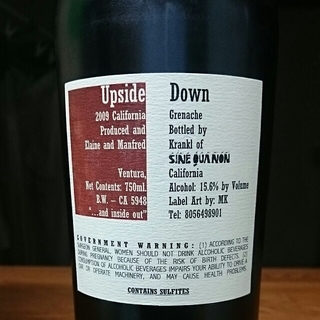 Upside Down
2009 California Grenache
Produced and Bottled by
Elaine and Manfred Krankl of
SINE QUA NON
Ventura, California
Net Contents: 750ml. Alcohol: 15.6% by Volume
B.W. – CA 5948 Label Art by: MK
"...and inside out" Tel: 8056498901
GOVERNMENT WARNING: (1) ACCORDING TO THE
SURGEON GENERAL, WOMEN SHOULD NOT DRINK ALCOHOLIC BEVERAGES
DURING PREGNANCY BECAUSE OF THE RISK OF BIRTH DEFECTS. (2)
CONSUMPTION OF ALCOHOLIC BEVERAGES IMPAIRS YOUR ABILITY TO DRIVE A
CAR OR OPERATE MACHINERY, AND MAY CAUSE HEALTH PROBLEMS.
CONTAINS SULFITES